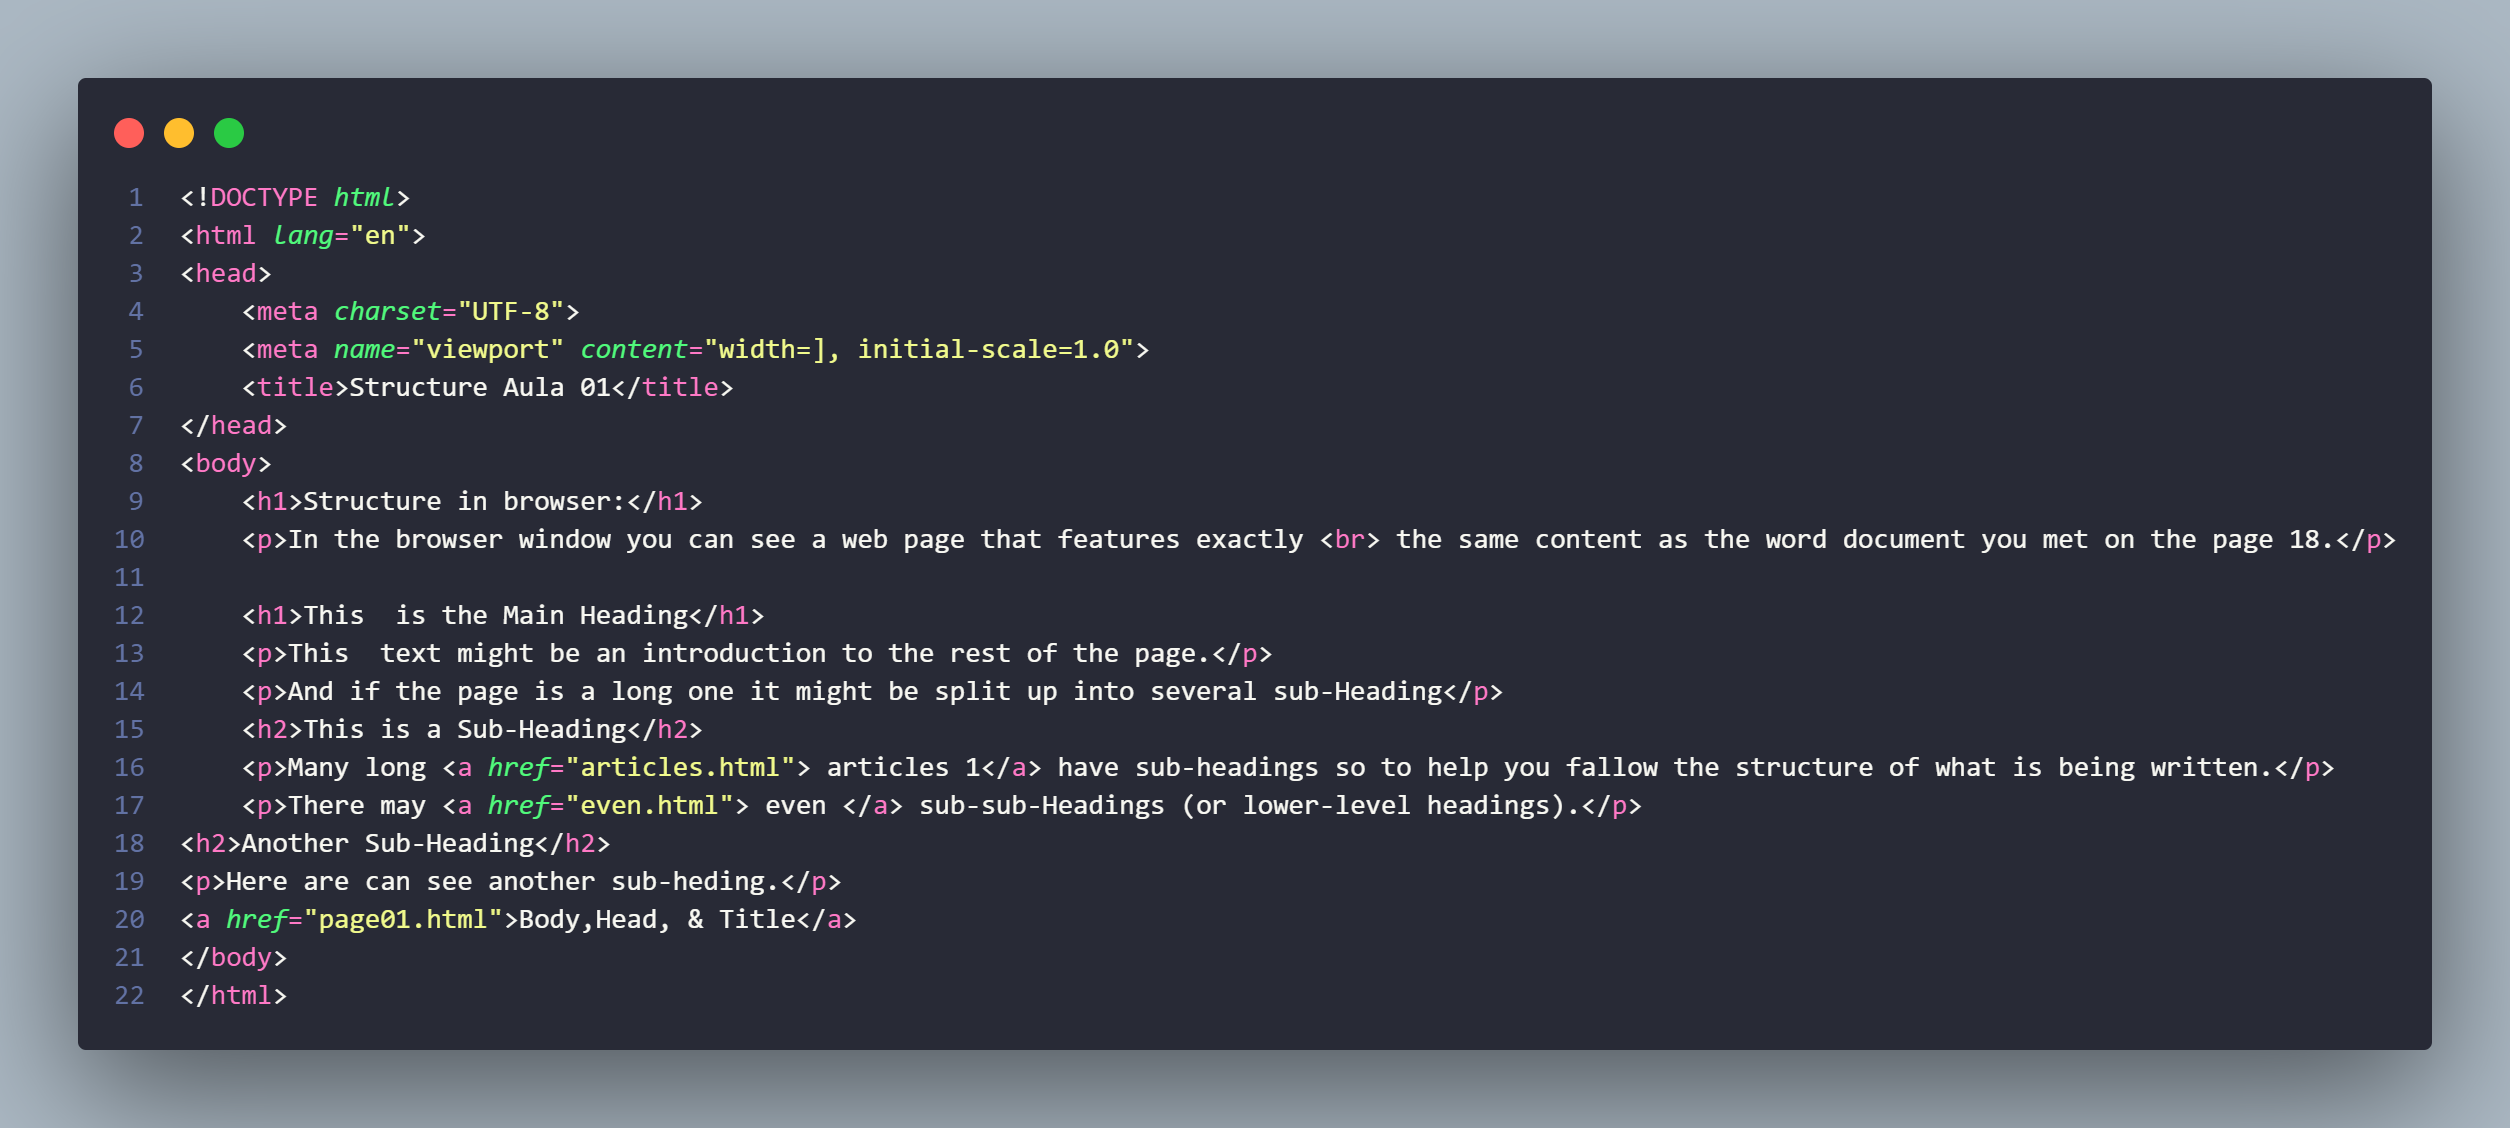 1 <!DOCTYPE html>
2 <html lang="en">
3 <head>
4     <meta charset="UTF-8">
5     <meta name="viewport" content="width=], initial-scale=1.0">
6     <title>Structure Aula 01</title>
7 </head>
8 <body>
9     <h1>Structure in browser:</h1>
10     <p>In the browser window you can see a web page that features exactly <br> the same content as the word document you met on the page 18.</p>
11
12     <h1>This  is the Main Heading</h1>
13     <p>This  text might be an introduction to the rest of the page.</p>
14     <p>And if the page is a long one it might be split up into several sub-Heading</p>
15     <h2>This is a Sub-Heading</h2>
16     <p>Many long <a href="articles.html"> articles 1</a> have sub-headings so to help you fallow the structure of what is being written.</p>
17     <p>There may <a href="even.html"> even </a> sub-sub-Headings (or lower-level headings).</p>
18 <h2>Another Sub-Heading</h2>
19 <p>Here are can see another sub-heding.</p>
20 <a href="page01.html">Body,Head, & Title</a>
21 </body>
22 </html>